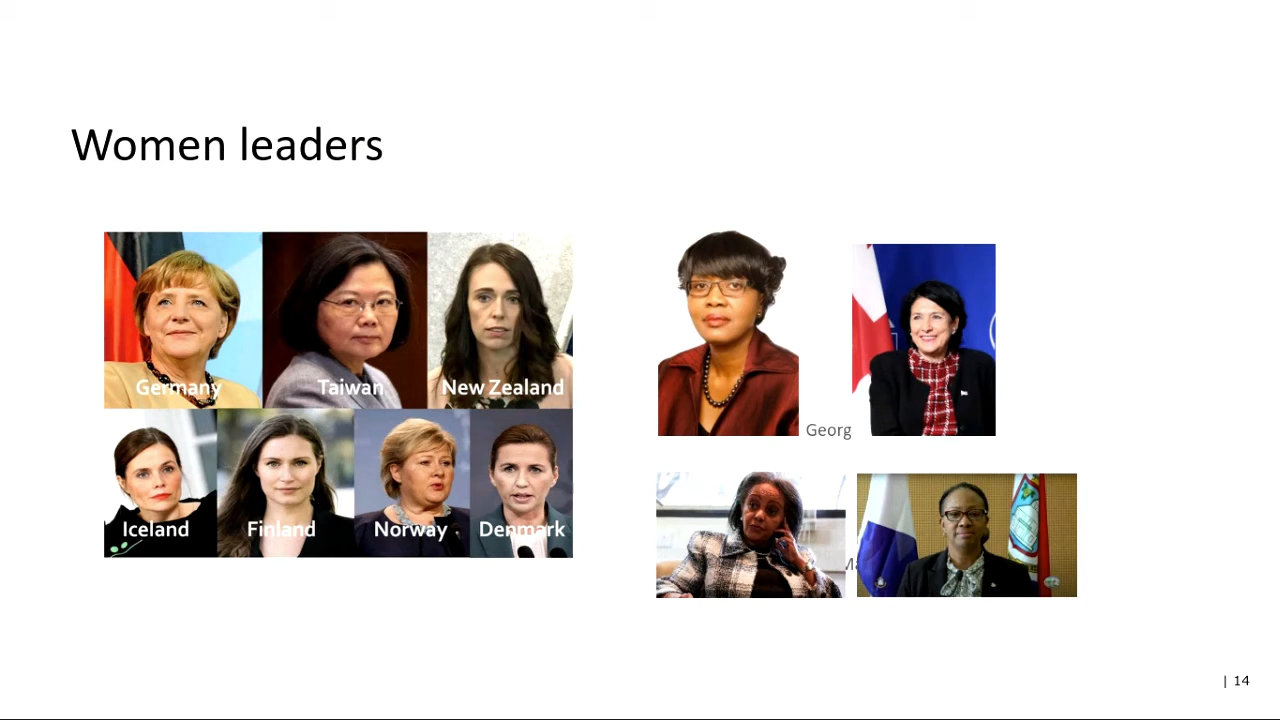 Women leaders
Germany
Taiwan
New Zealand
Iceland
Finland
Norway
Denmark
Georg
| 14